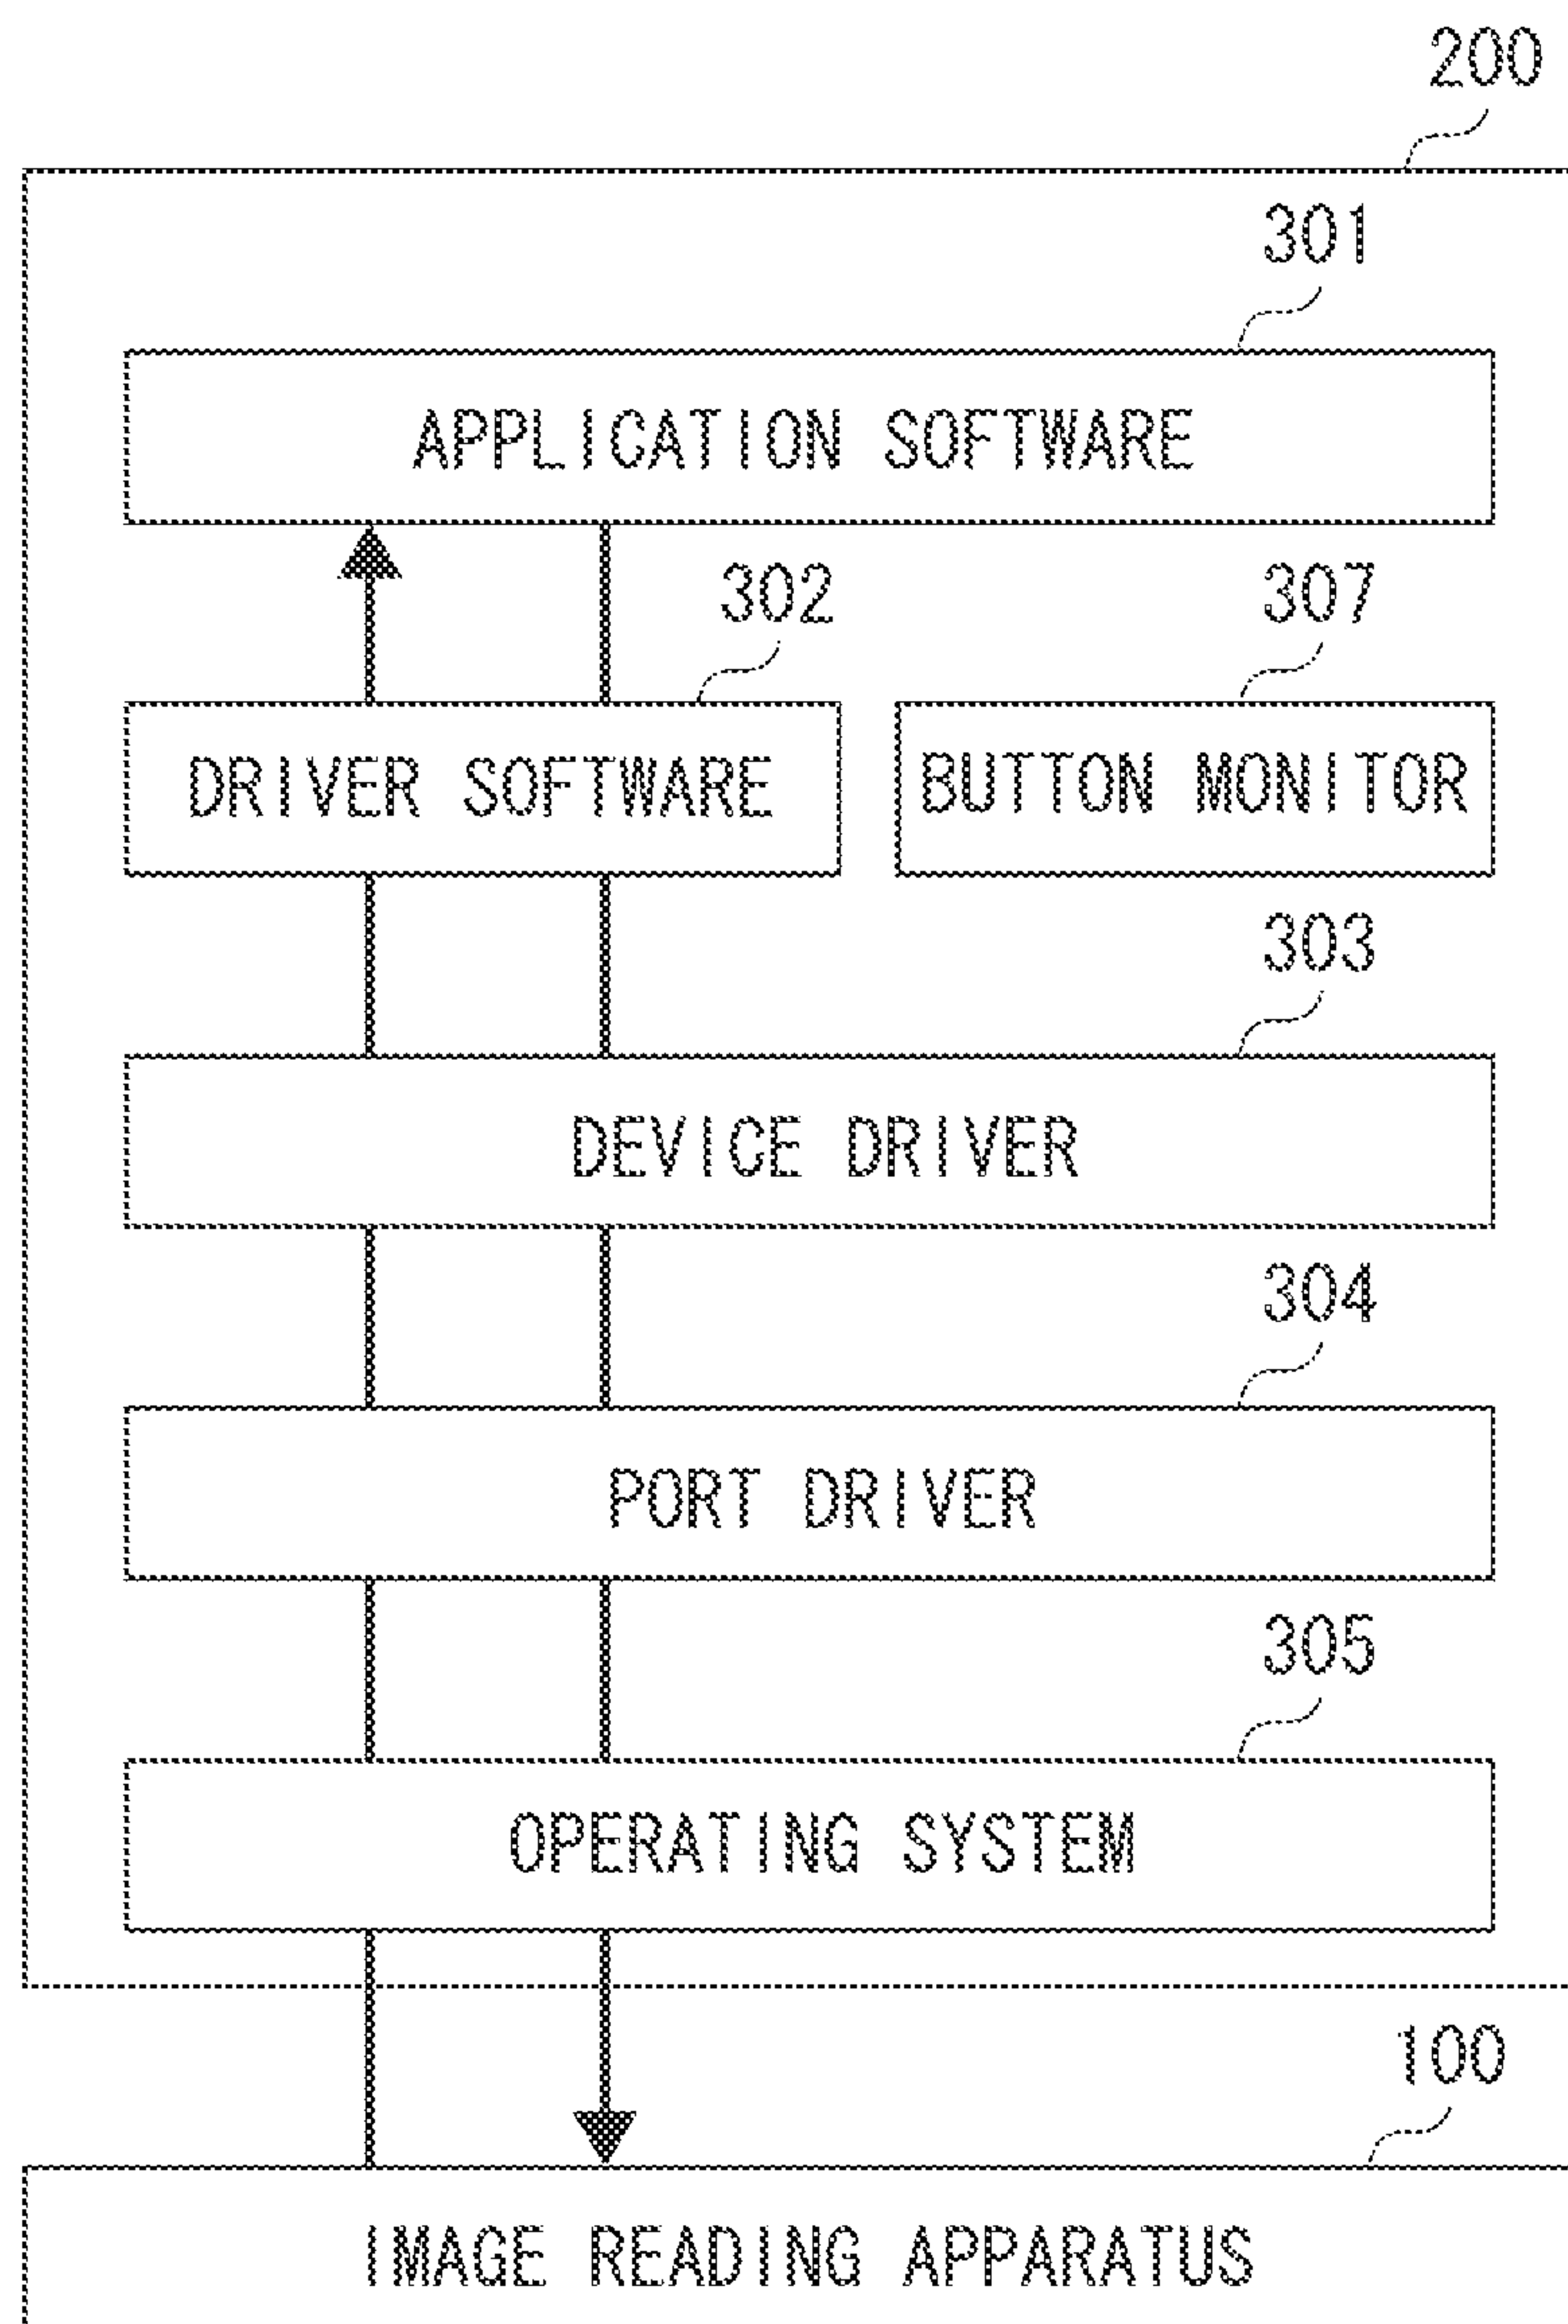 200
301
APPLICATION SOFTWARE
302
307
DRIVER SOFTWARE
BUTTON MONITOR
303
DEVICE DRIVER
304
PORT DRIVER
305
OPERATING SYSTEM
100
IMAGE READING APPARATUS